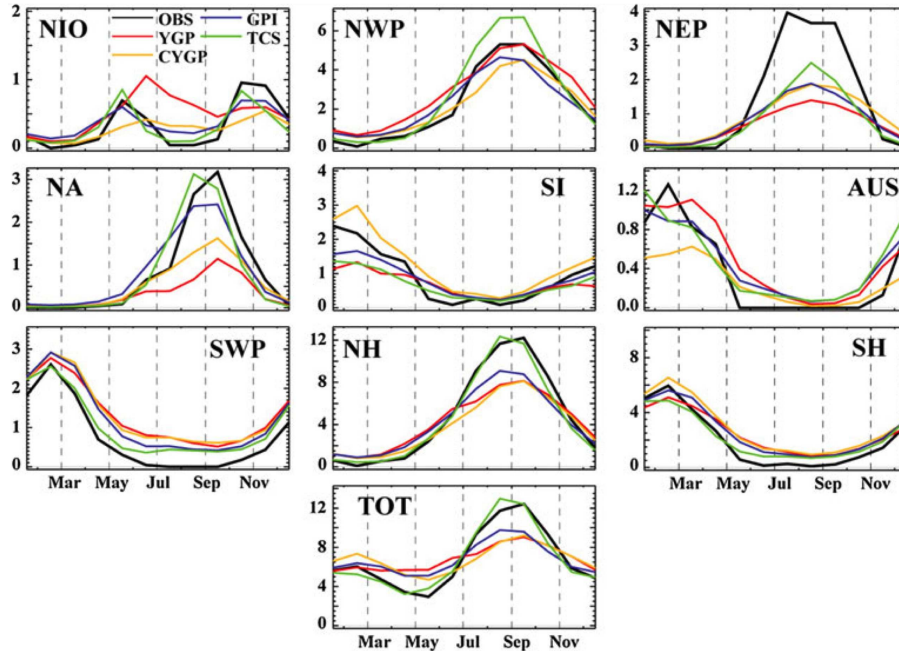 NIO OBS GPI
YGP TCS
CYGP
2
1
0
NWP
6
4
2
0
NEP
4
3
2
1
0
NA
3
2
1
0
SI
4
3
2
1
0
AUS
1.2
0.8
0.4
0.0
SWP
3
2
1
0
Mar May Jul Sep Nov
NH
12
8
4
0
SH
8
4
0
Mar May Jul Sep Nov
TOT
12
8
4
0
Mar May Jul Sep Nov